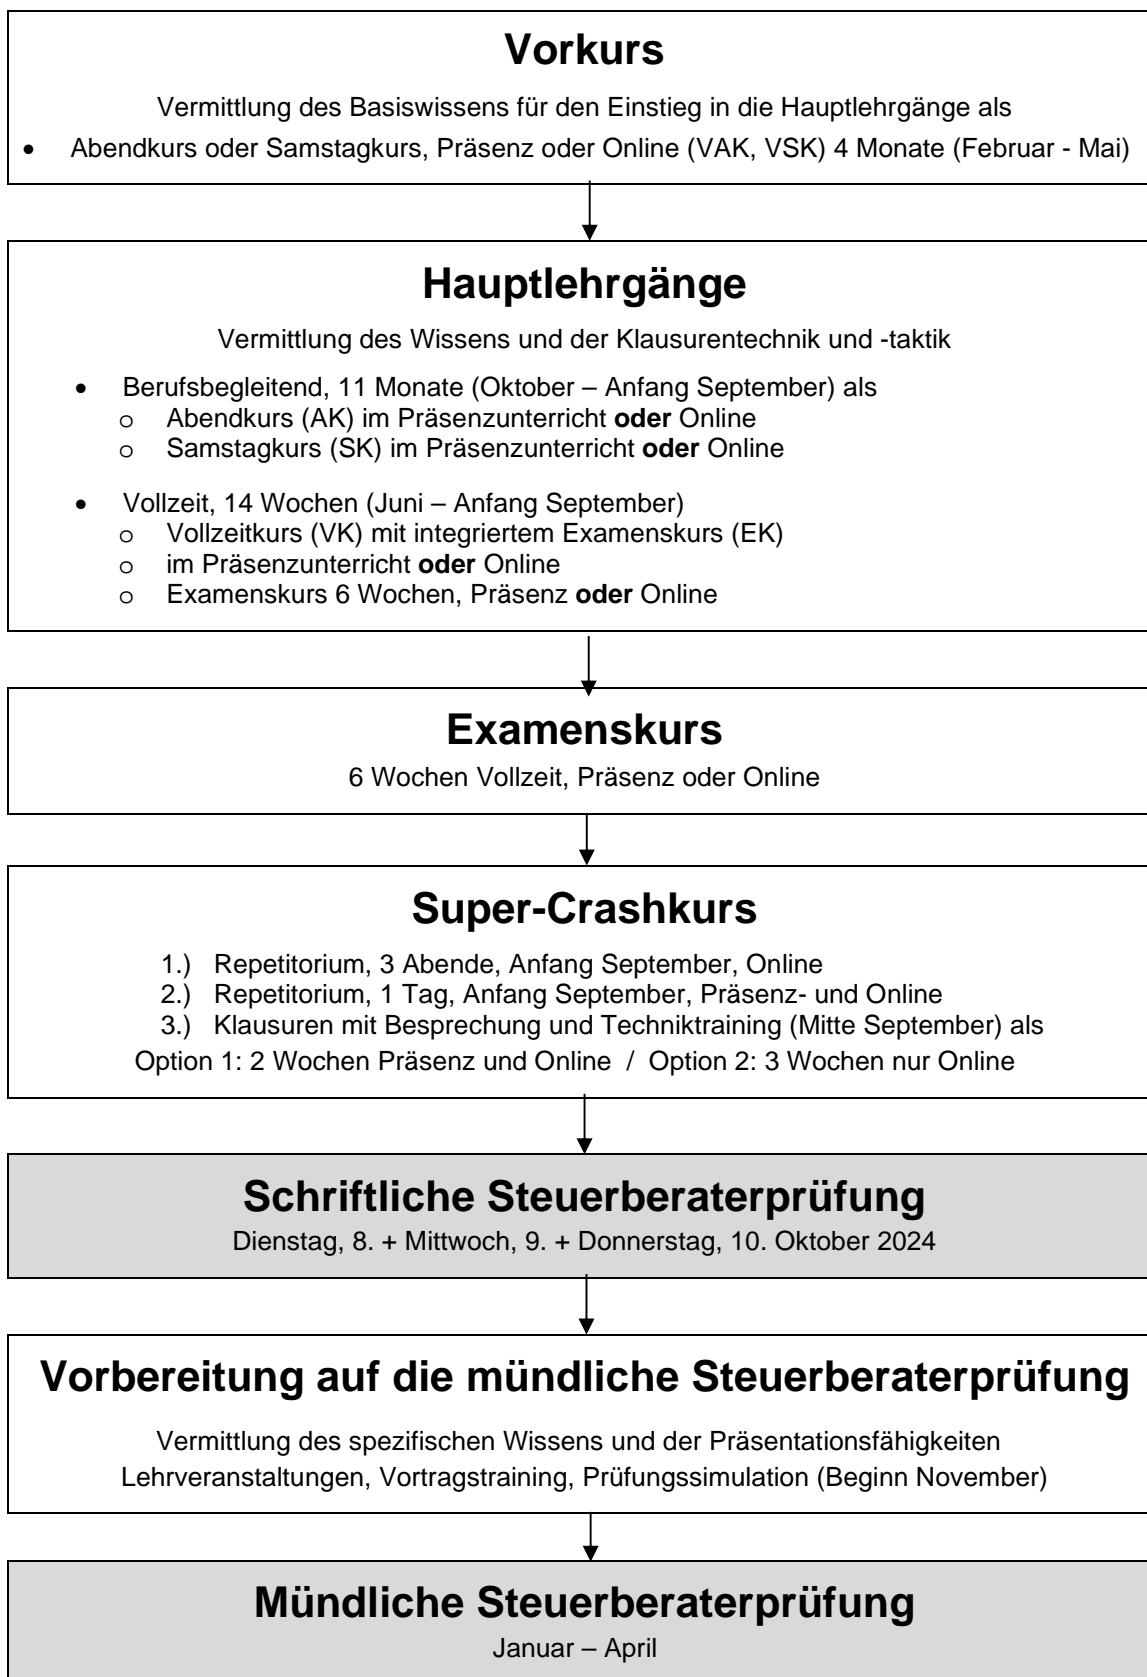 Vorkurs
Vermittlung des Basiswissens für den Einstieg in die Hauptlehrgänge als
• Abendkurs oder Samstagkurs, Präsenz oder Online (VAK, VSK) 4 Monate (Februar - Mai)
Hauptlehrgänge
Vermittlung des Wissens und der Klausurentechnik und -taktik
• Berufsbegleitend, 11 Monate (Oktober – Anfang September) als
o Abendkurs (AK) im Präsenzunterricht oder Online
o Samstagkurs (SK) im Präsenzunterricht oder Online
• Vollzeit, 14 Wochen (Juni – Anfang September)
o Vollzeitkurs (VK) mit integriertem Examenskurs (EK)
o im Präsenzunterricht oder Online
o Examenskurs 6 Wochen, Präsenz oder Online
Examenskurs
6 Wochen Vollzeit, Präsenz oder Online
Super-Crashkurs
1.) Repetitorium, 3 Abende, Anfang September, Online
2.) Repetitorium, 1 Tag, Anfang September, Präsenz- und Online
3.) Klausuren mit Besprechung und Techniktraining (Mitte September) als
Option 1: 2 Wochen Präsenz und Online / Option 2: 3 Wochen nur Online
Schriftliche Steuerberaterprüfung
Dienstag, 8. + Mittwoch, 9. + Donnerstag, 10. Oktober 2024
Vorbereitung auf die mündliche Steuerberaterprüfung
Vermittlung des spezifischen Wissens und der Präsentationsfähigkeiten
Lehrveranstaltungen, Vortragstraining, Prüfungssimulation (Beginn November)
Mündliche Steuerberaterprüfung
Januar – April